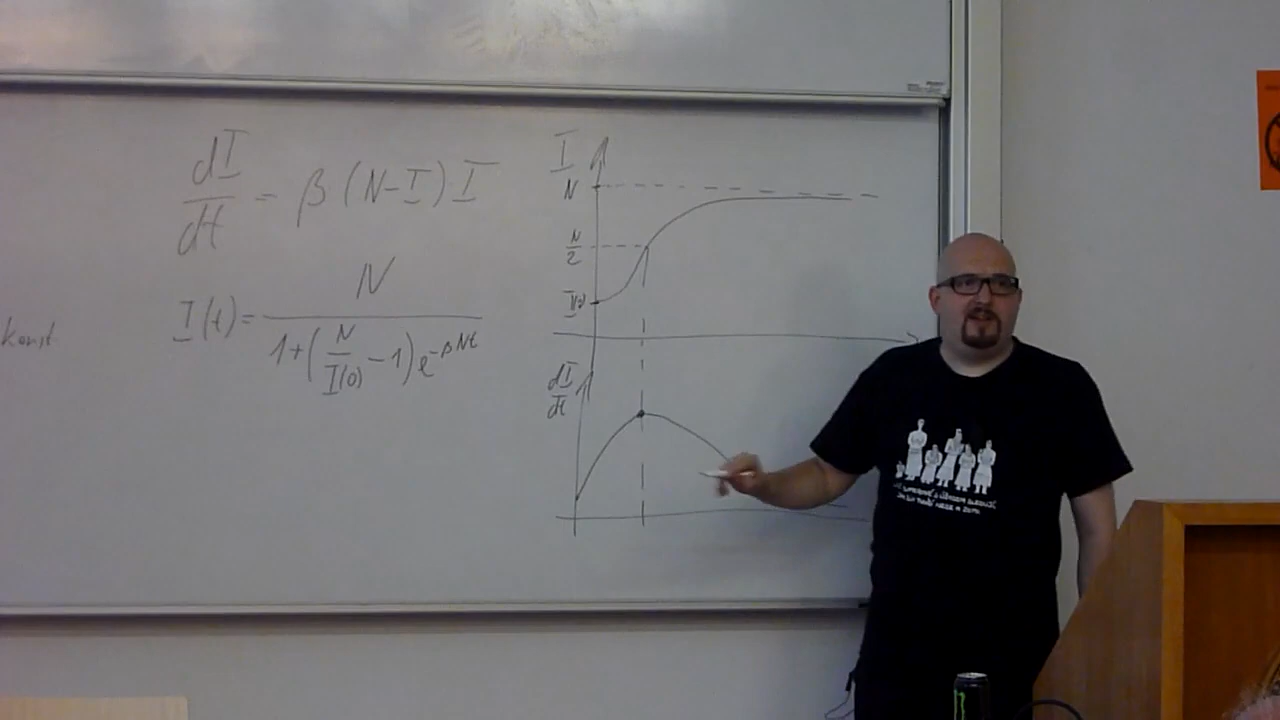 dI/dt = β (N-I)·I
I(t) = N / (1+(N/I(0) -1) e^-βNt)
konst.
I
N
N/2
I(0)
dI/dt